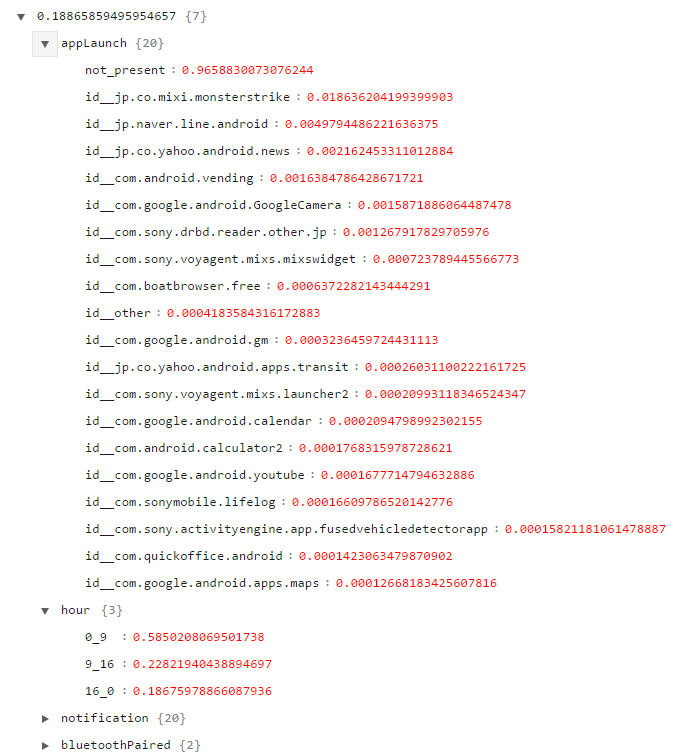 ▼ 0.18865859495954657 {7}
▼ appLaunch {20}
not_present : 0.9658830073076244
id__jp.co.mixi.monsterstrike : 0.018636204199399903
id__jp.naver.line.android : 0.0049794486221636375
id__jp.co.yahoo.android.news : 0.002162453311012884
id__com.android.vending : 0.0016384786428671721
id__com.google.android.GoogleCamera : 0.0015871886064487478
id__com.sony.drbd.reader.other.jp : 0.001267917829705976
id__com.sony.voyagent.mixs.mixswidget : 0.000723789445566773
id__com.boatbrowser.free : 0.0006372282143444291
id__other : 0.0004183584316172883
id__com.google.android.gm : 0.0003236459724431113
id__jp.co.yahoo.android.apps.transit : 0.00026031100222161725
id__com.sony.voyagent.mixs.launcher2 : 0.00020993118346524347
id__com.google.android.calendar : 0.0002094798992302155
id__com.android.calculator2 : 0.0001768315978728621
id__com.google.android.youtube : 0.0001677714794632886
id__com.sonymobile.lifelog : 0.00016609786520142776
id__com.sony.activityengine.app.fusedvehicledetectorapp : 0.00015821181061478887
id__com.quickoffice.android : 0.0001423063479870902
id__com.google.android.apps.maps : 0.00012668183425607816
▼ hour {3}
0_9 : 0.5850208069501738
9_16 : 0.22821940438894697
16_0 : 0.18675978866087936
▶ notification {20}
▶ bluetoothPaired {2}